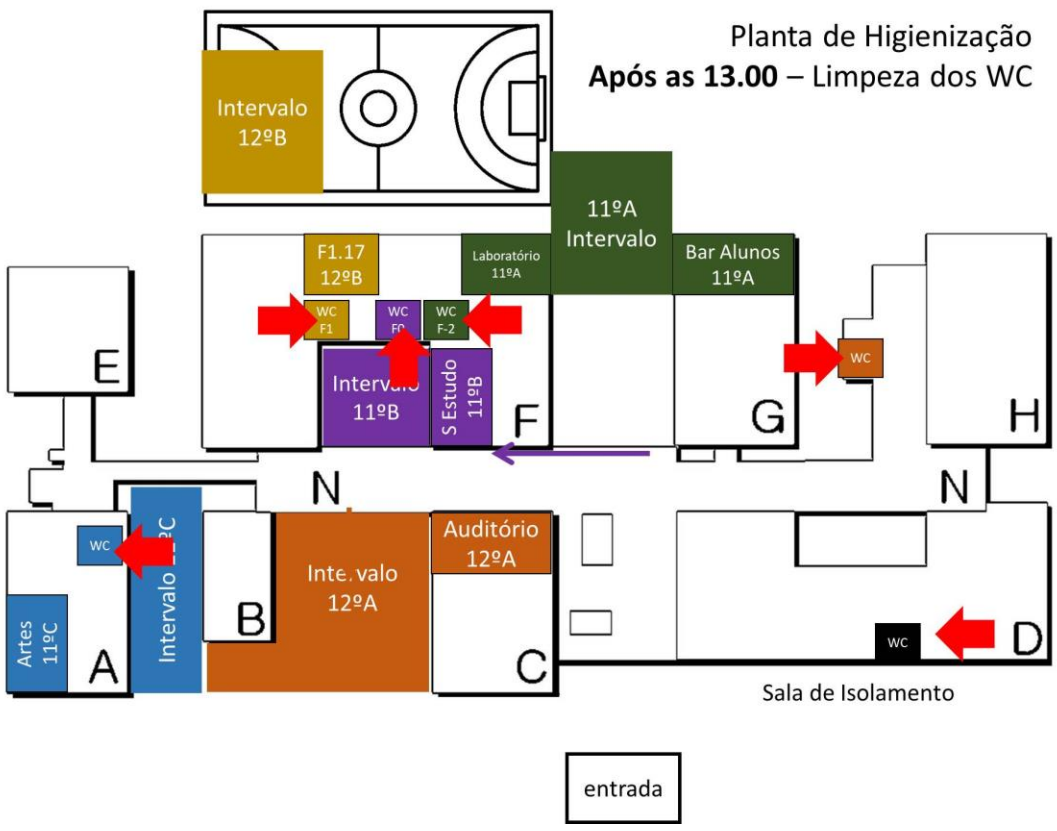 Planta de Higienização
Após as 13.00 – Limpeza dos WC
Intervalo
12ºB
11ºA
Intervalo
F1.17
12ºB
Laboratório
11ºA
Bar Alunos
11ºA
WC
F1
WC
F0
WC
F-2
WC
E
Intervalo
11ºB
S Estudo
11ºB
F
G
H
N
N
WC
Intervalo
Auditório
12ºA
Intervalo
12ºA
Artes
11ºC
A
B
C
WC
D
Sala de Isolamento
entrada